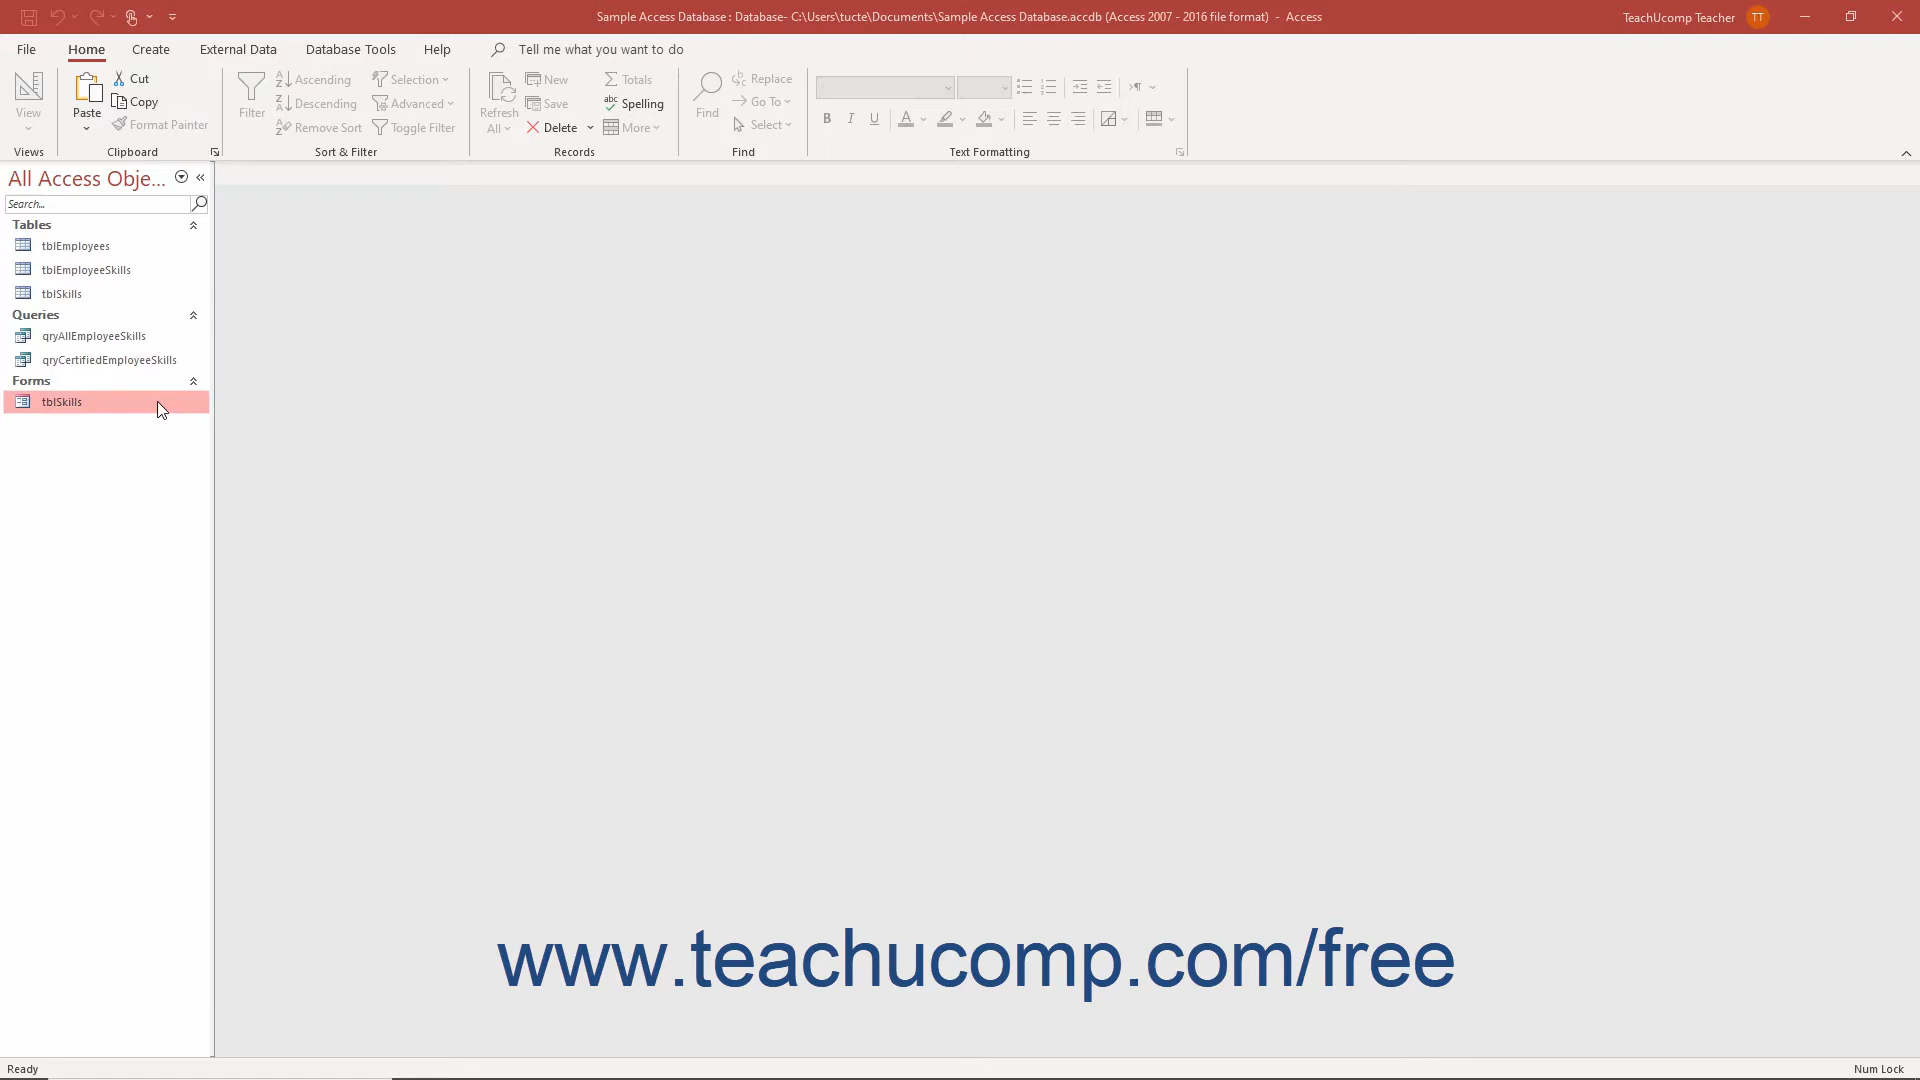 Sample Access Database : Database- C:\Users\tucte\Documents\Sample Access Database.accdb (Access 2007 - 2016 file format) - Access
TeachUcomp Teacher TT
File Home Create External Data Database Tools Help Tell me what you want to do
View
Views
Paste
Cut
Copy
Format Painter
Clipboard
Filter
Ascending
Descending
Remove Sort
Selection
Advanced
Toggle Filter
Sort & Filter
Refresh
All
New
Save
Delete
Totals
Spelling
More
Records
Find
Replace
Go To
Select
Find
B I U
Text Formatting
All Access Obje...
Search...
Tables
tblEmployees
tblEmployeeSkills
tblSkills
Queries
qryAllEmployeeSkills
qryCertifiedEmployeeSkills
Forms
tblSkills
www.teachucomp.com/free
Ready
Num Lock